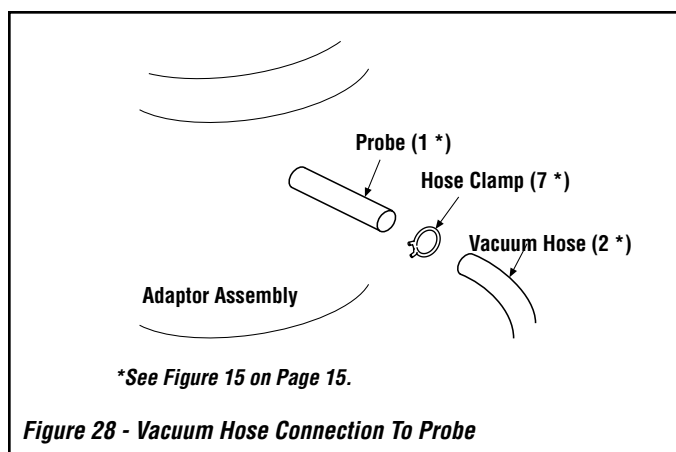 Probe (1 *)
Hose Clamp (7 *)
Vacuum Hose (2 *)
Adaptor Assembly
*See Figure 15 on Page 15.
Figure 28 - Vacuum Hose Connection To Probe